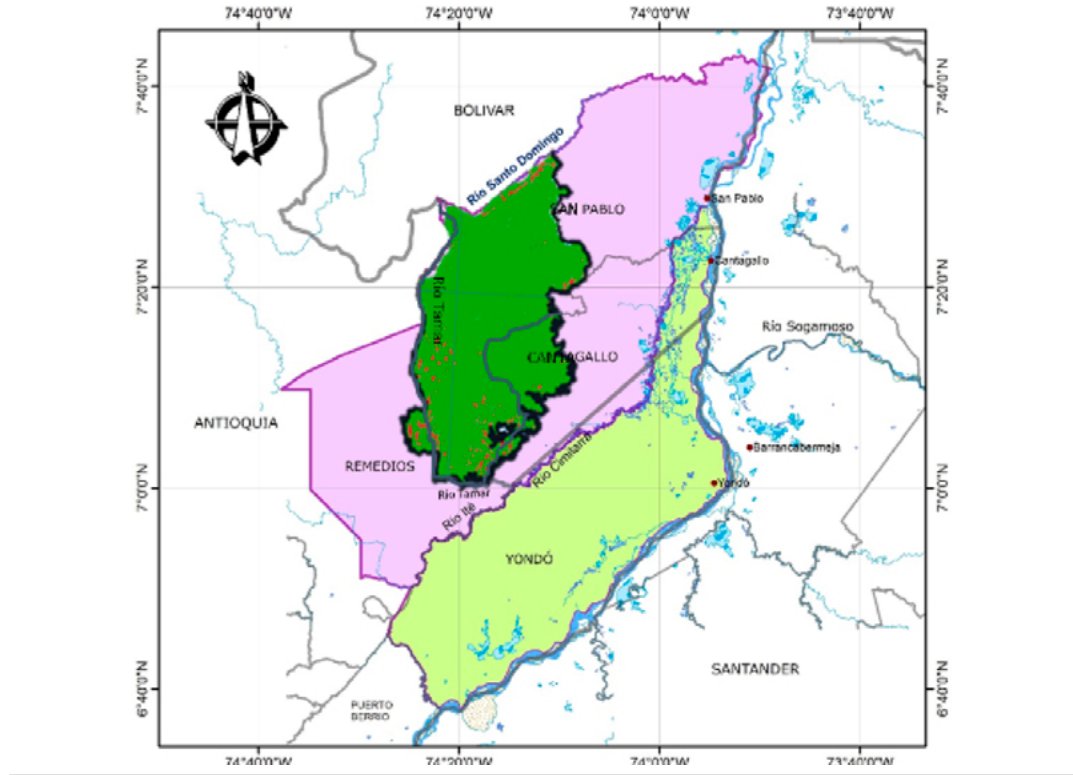 74°40'0"W
74°20'0"W
74°0'0"W
73°40'0"W
7°40'0"N
7°40'0"N
N
BOLIVAR
Río Santo Domingo
SAN PABLO
San Pablo
Cantagallo
7°20'0"N
7°20'0"N
Río Tamar
Río Sogamoso
CANTAGALLO
ANTIOQUIA
Barrancabermeja
Río Cimitarra
REMEDIOS
Yondó
7°0'0"N
7°0'0"N
Río Tamar
Río Ité
YONDÓ
SANTANDER
6°40'0"N
6°40'0"N
PUERTO
BERRIO
74°40'0"W
74°20'0"W
74°0'0"W
73°40'0"W